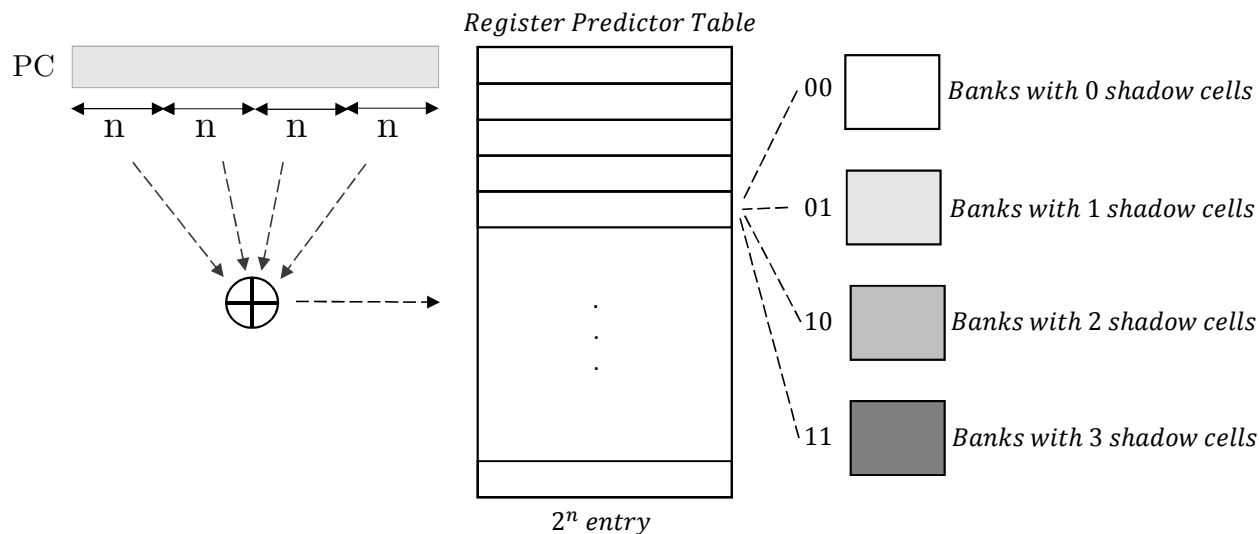 Register Predictor Table
PC
n n n n
00 Banks with 0 shadow cells
01 Banks with 1 shadow cells
10 Banks with 2 shadow cells
11 Banks with 3 shadow cells
.
.
.
2ⁿ entry